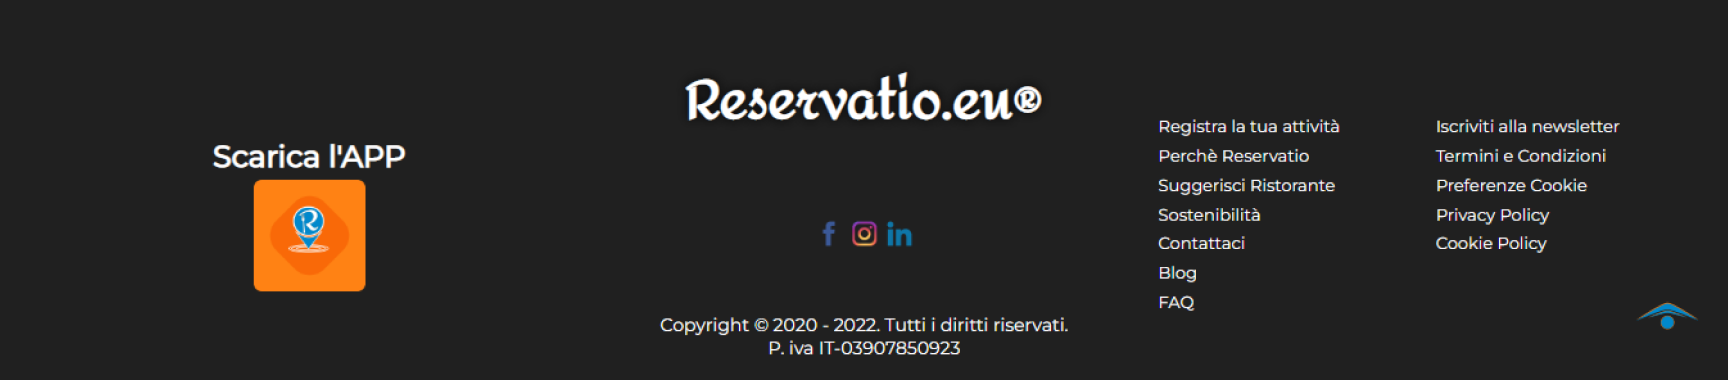 Scarica l'APP
R
Reservatio.eu®
Copyright © 2020 - 2022. Tutti i diritti riservati.
P. iva IT-03907850923
Registra la tua attività
Perchè Reservatio
Suggerisci Ristorante
Sostenibilità
Contattaci
Blog
FAQ
Iscriviti alla newsletter
Termini e Condizioni
Preferenze Cookie
Privacy Policy
Cookie Policy